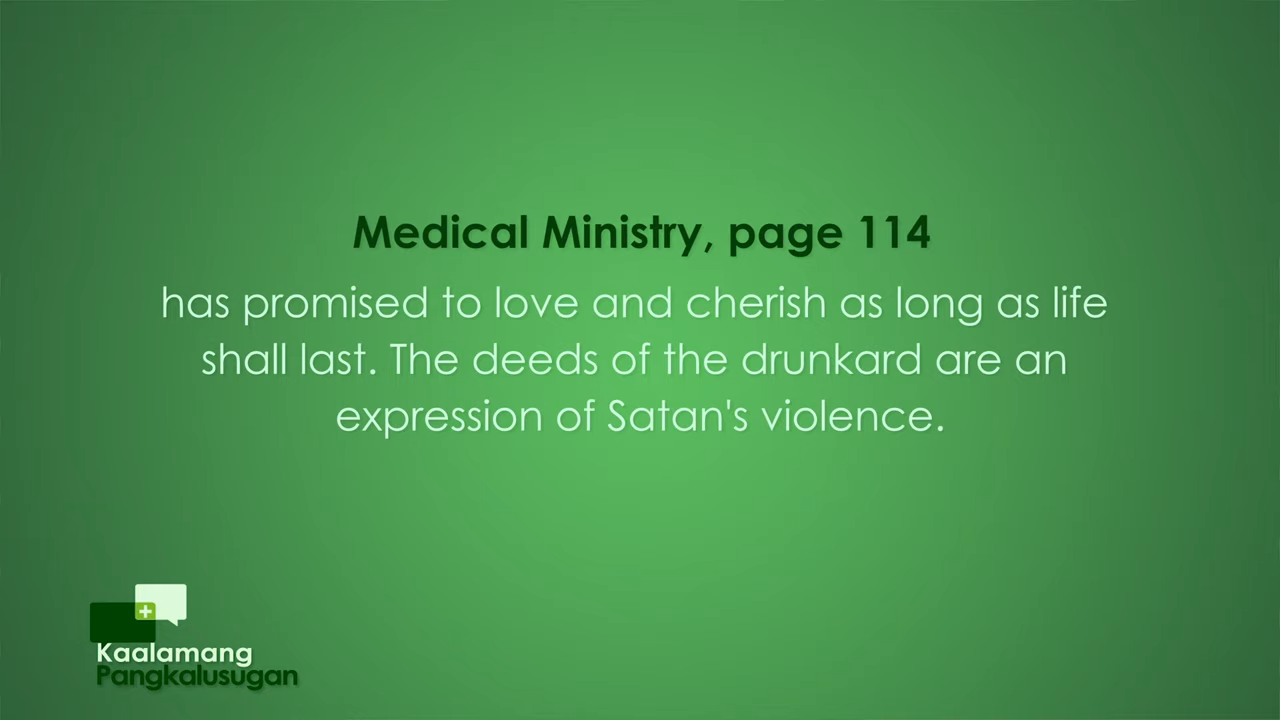 Medical Ministry, page 114
has promised to love and cherish as long as life
shall last. The deeds of the drunkard are an
expression of Satan's violence.
Kaalamang
Pangkalusugan